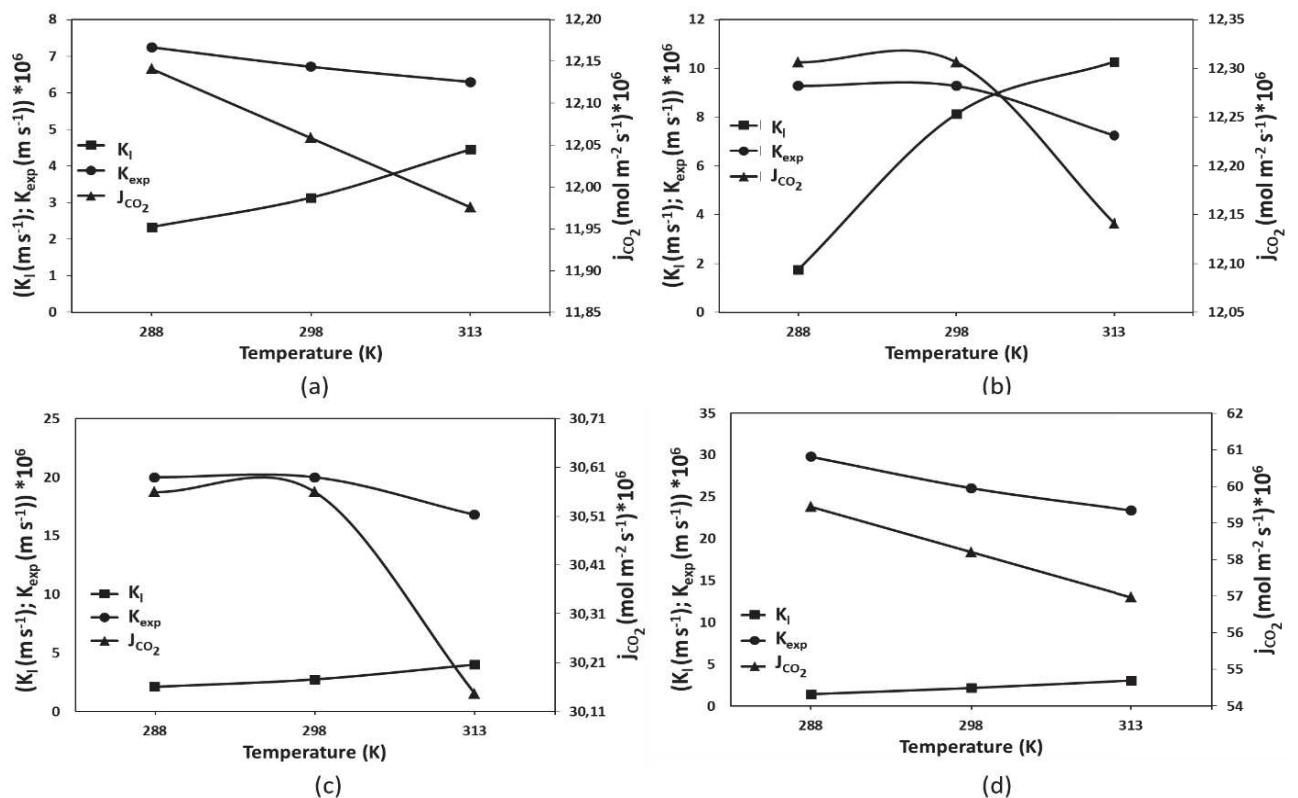 8
7
6
5
4
3
2
1
0
(Kl (m s-1); Kexp (m s-1)) *10^6
Kl
Kexp
JCO2
12,20
12,15
12,10
12,05
12,00
11,95
11,90
11,85
jCO2 (mol m-2 s-1)*10^6
288 298 313
Temperature (K)
(a)
12
10
8
6
4
2
0
(Kl (m s-1); Kexp (m s-1)) *10^6
Kl
Kexp
JCO2
12,35
12,30
12,25
12,20
12,15
12,10
12,05
jCO2 (mol m-2 s-1)*10^6
288 298 313
Temperature (K)
(b)
25
20
15
10
5
0
(Kl (m s-1); Kexp (m s-1)) *10^6
Kl
Kexp
JCO2
30,71
30,61
30,51
30,41
30,31
30,21
30,11
jCO2 (mol m-2 s-1)*10^6
288 298 313
Temperature (K)
(c)
35
30
25
20
15
10
5
0
(Kl (m s-1); Kexp (m s-1)) *10^6
Kl
Kexp
JCO2
62
61
60
59
58
57
56
55
54
jCO2 (mol m-2 s-1)*10^6
288 298 313
Temperature (K)
(d)